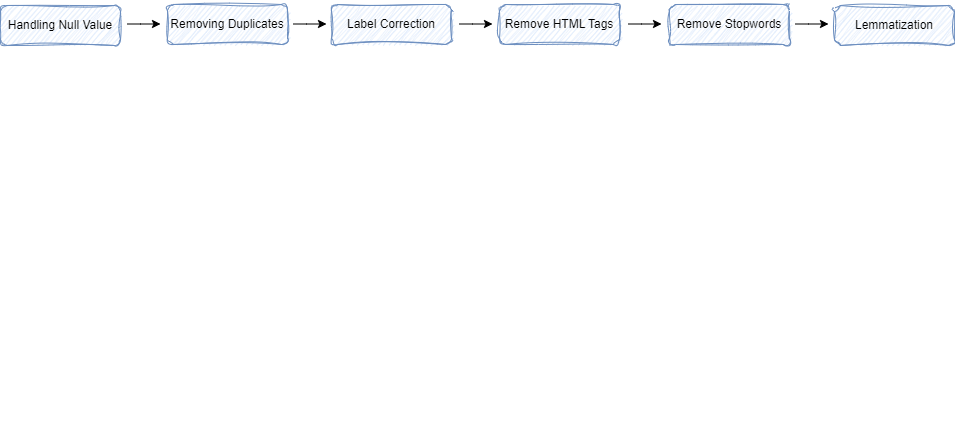 Handling Null Value
Removing Duplicates
Label Correction
Remove HTML Tags
Remove Stopwords
Lemmatization